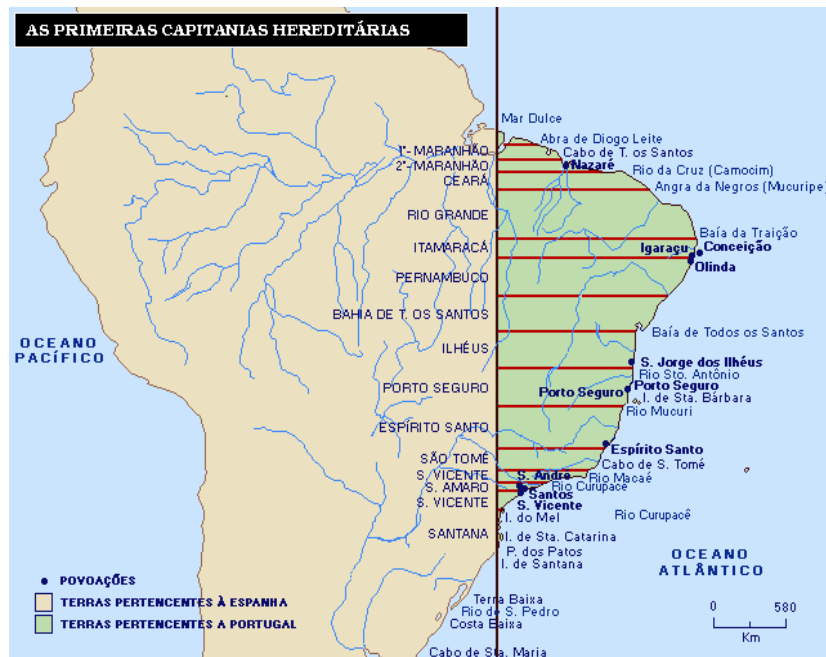 AS PRIMEIRAS CAPITANIAS HEREDITÁRIAS
Mar Dulce
Abra de Diogo Leite
1º- MARANHÃO
Cabo de T. os Santos
2º- MARANHÃO
Nazaré
Rio da Cruz (Camocim)
CEARÁ
Angra da Negros (Mucuripe)
RIO GRANDE
Baía da Traição
ITAMARACÁ
Igaraçu
Conceição
Olinda
PERNAMBUCO
BAHIA DE T. OS SANTOS
Baía de Todos os Santos
OCEANO
PACÍFICO
ILHÉUS
S. Jorge dos Ilhéus
Rio Sto. Antônio
PORTO SEGURO
Porto Seguro
Porto Seguro
I. de Sta. Bárbara
Rio Mucuri
ESPÍRITO SANTO
Espírito Santo
SÃO TOMÉ
Cabo de S. Tomé
S. VICENTE
S. André
Rio Macaé
S. AMARO
Rio Curupacê
Santos
S. VICENTE
S. Vicente
I. do Mel
Rio Curupacê
SANTANA
I. de Sta. Catarina
P. dos Patos
I. de Santana
OCEANO
ATLÂNTICO
POVOAÇÕES
TERRAS PERTENCENTES À ESPANHA
TERRAS PERTENCENTES A PORTUGAL
Terra Baixa
Rio de S. Pedro
Costa Baixa
0 580
Km
Cabo de Sta. Maria